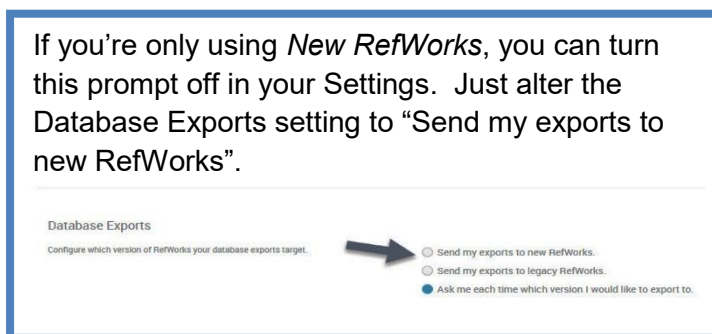 If you’re only using New RefWorks, you can turn
this prompt off in your Settings.  Just alter the
Database Exports setting to “Send my exports to
new RefWorks”.
Database Exports
Configure which version of RefWorks your database exports target.
Send my exports to new RefWorks.
Send my exports to legacy RefWorks.
Ask me each time which version I would like to export to.